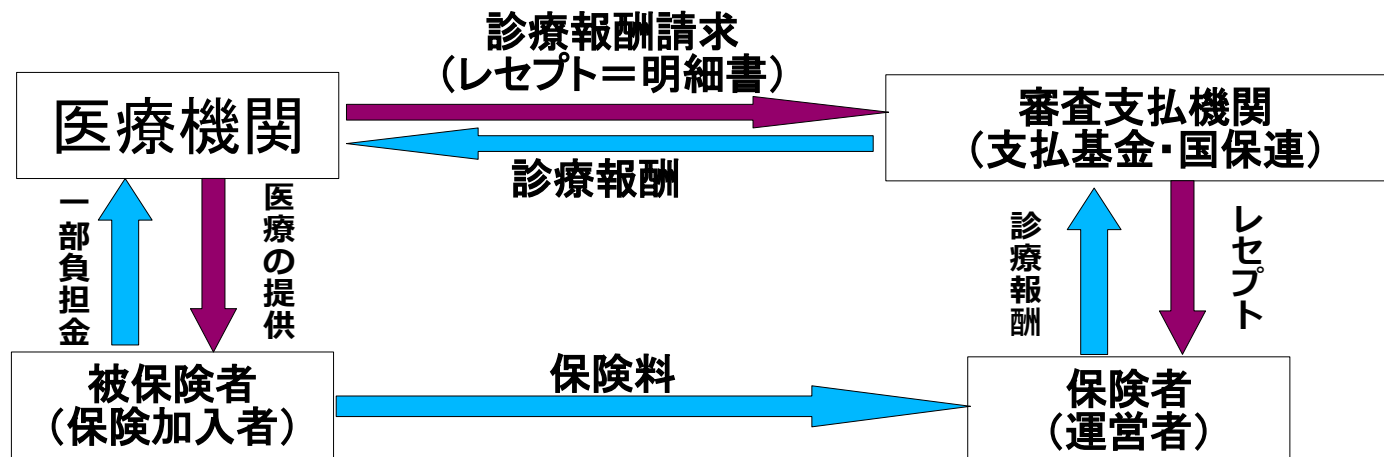 診療報酬請求
（レセプト＝明細書）
医療機関
審査支払機関
（支払基金・国保連）
診療報酬
一部負担金
医療の提供
診療報酬
レセプト
被保険者
（保険加入者）
保険料
保険者
（運営者）